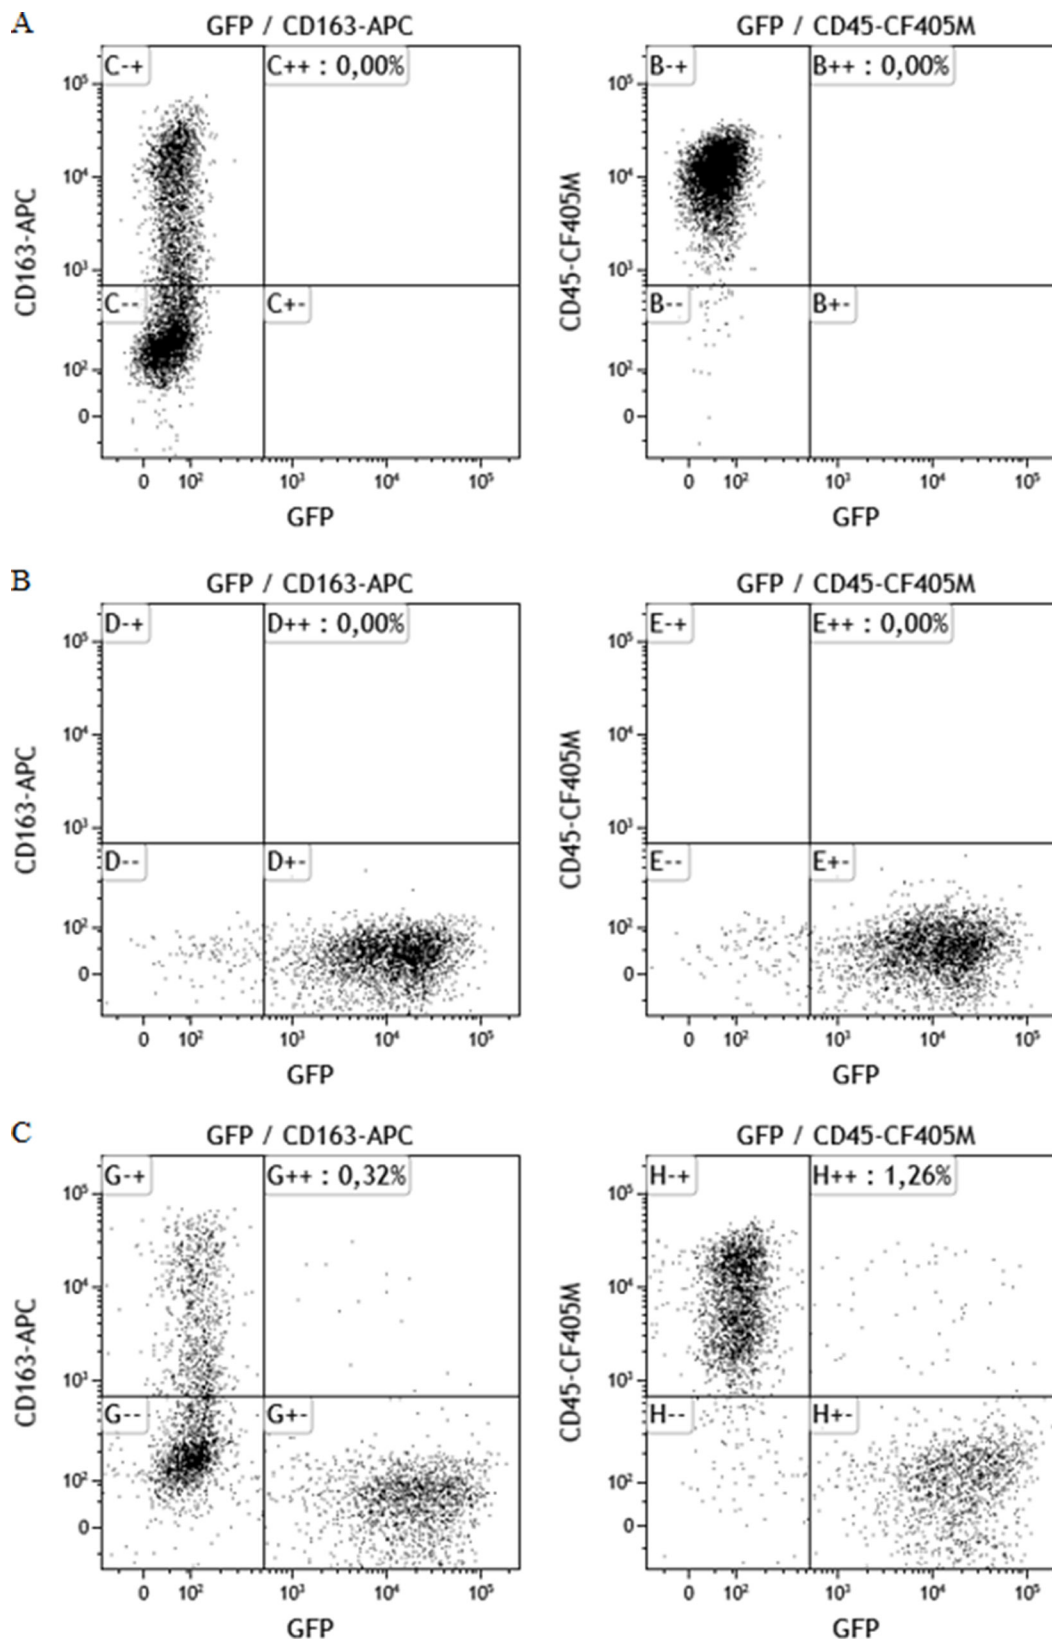 A
GFP / CD163-APC
GFP / CD45-CF405M
C-+
C++ : 0,00%
B-+
B++ : 0,00%
10⁵
10⁴
10³
10²
0
CD163-APC
C--
C+-
10⁵
10⁴
10³
10²
0
CD45-CF405M
B--
B+-
0 10² 10³ 10⁴ 10⁵
0 10² 10³ 10⁴ 10⁵
GFP
GFP
B
GFP / CD163-APC
GFP / CD45-CF405M
D-+
D++ : 0,00%
E-+
E++ : 0,00%
10⁵
10⁴
10³
10²
0
CD163-APC
D--
D+-
10⁵
10⁴
10³
10²
0
CD45-CF405M
E--
E+-
0 10² 10³ 10⁴ 10⁵
0 10² 10³ 10⁴ 10⁵
GFP
GFP
C
GFP / CD163-APC
GFP / CD45-CF405M
G-+
G++ : 0,32%
H-+
H++ : 1,26%
10⁵
10⁴
10³
10²
0
CD163-APC
G--
G+-
10⁵
10⁴
10³
10²
0
CD45-CF405M
H--
H+-
0 10² 10³ 10⁴ 10⁵
0 10² 10³ 10⁴ 10⁵
GFP
GFP